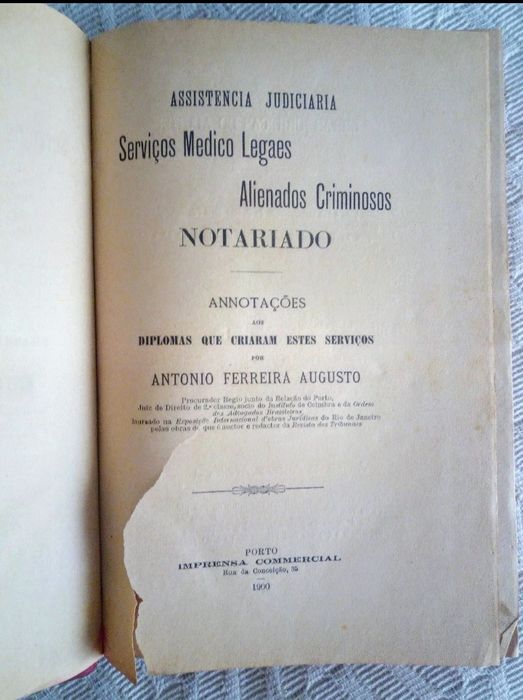 ASSISTENCIA JUDICIARIA
Serviços Medico Legaes
Alienados Criminosos
NOTARIADO
ANNOTAÇÕES
AOS
DIPLOMAS QUE CRIARAM ESTES SERVIÇOS
POR
ANTONIO FERREIRA AUGUSTO
Procurador Regio junto da Relação do Porto,
Juiz de Direito de 2.ª classe, socio do Instituto de Coimbra e da Ordem
dos Advogados Brasileiros,
laureado na Exposição Internacional d'obras Juridicas do Rio de Janeiro
pelas obras de que é auctor e redactor da Revista dos Tribunaes
PORTO
IMPRENSA COMMERCIAL
Rua da Conceição, 35
1900